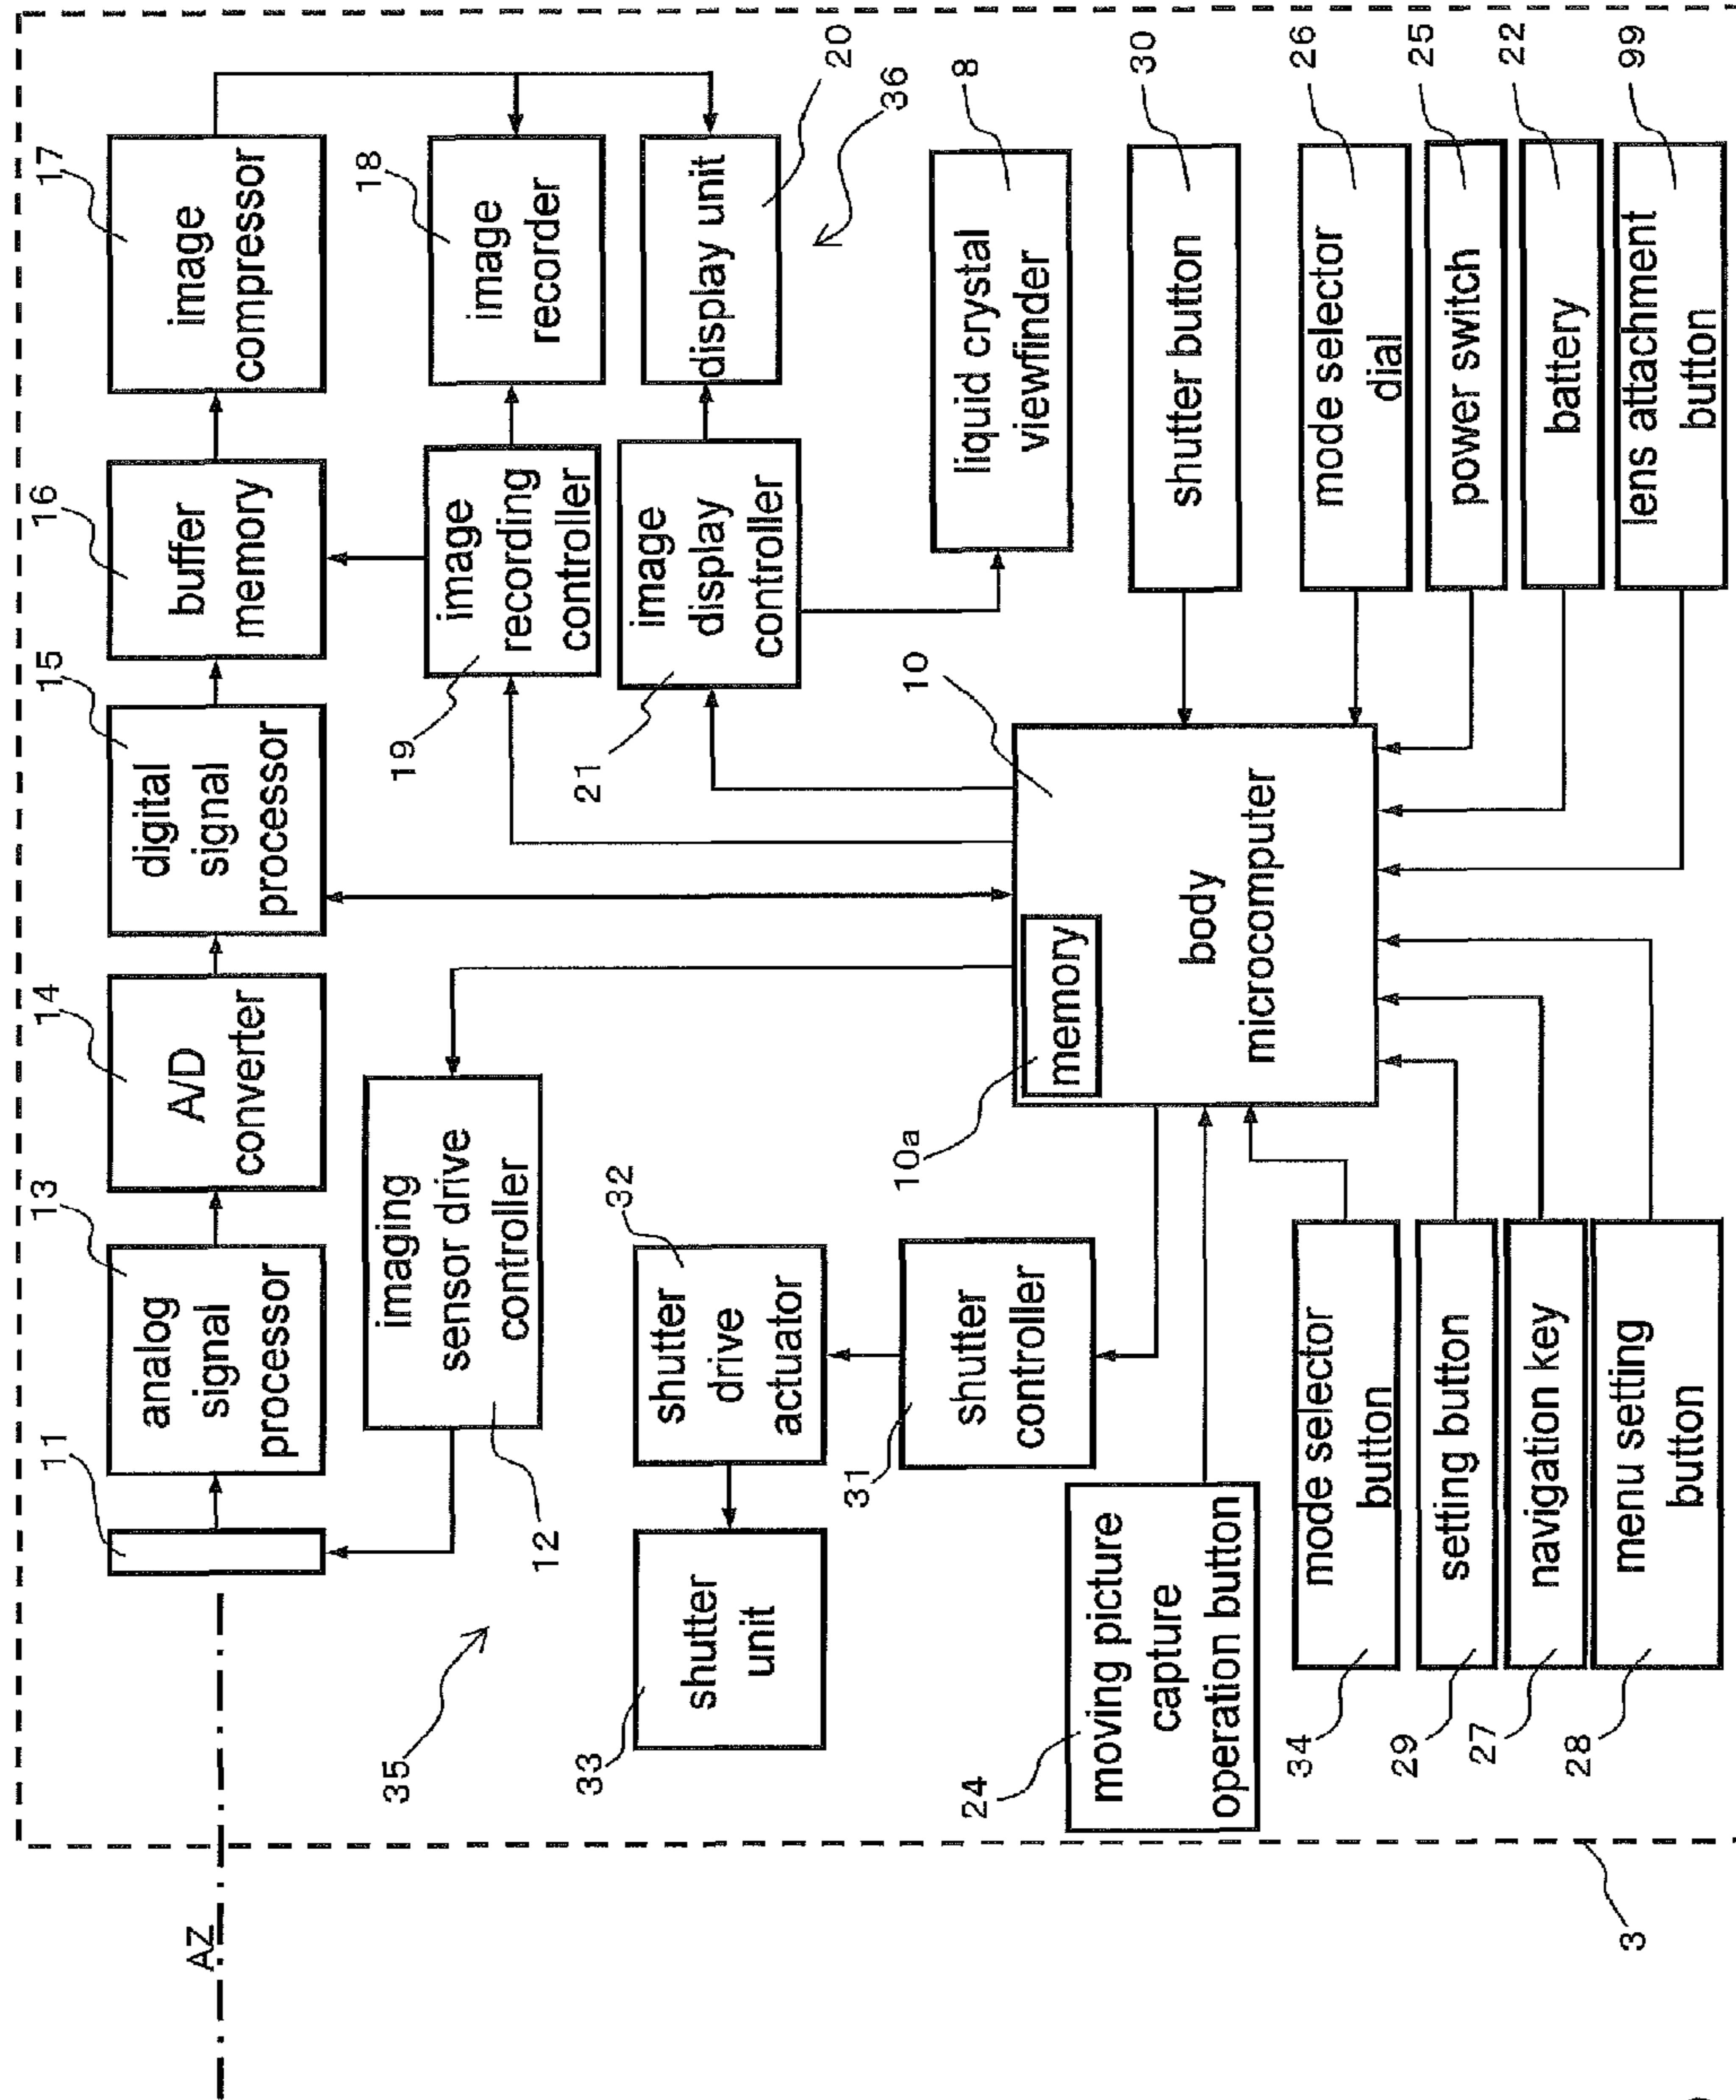 17
image
compressor
16
buffer
memory
15
digital
signal
processor
14
A/D
converter
13
analog
signal
processor
11
AZ
18
image
recorder
19
image
recording
controller
12
imaging
sensor drive
controller
35
20
display unit
36
21
image
display
controller
32
shutter
drive
actuator
33
shutter
unit
8
liquid crystal
viewfinder
31
shutter
controller
10
body
microcomputer
10a
memory
24
moving picture
capture
operation button
30
shutter button
26
mode selector
dial
25
power switch
22
battery
99
lens attachment
button
34
mode selector
button
29
setting button
27
navigation key
28
menu setting
button
3